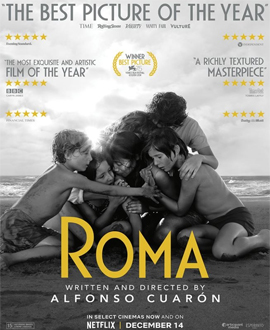 "THE BEST PICTURE OF THE YEAR"
TIME RollingStone VARIETY VANITY FAIR VULTURE
"THE MOST EXQUISITE AND ARTISTIC
FILM OF THE YEAR"
BBC
WINNER
BEST PICTURE
"A RICHLY TEXTURED
MASTERPIECE"
ROMA
WRITTEN AND DIRECTED BY
ALFONSO CUARÓN
IN SELECT CINEMAS NOW AND ON
NETFLIX | DECEMBER 14